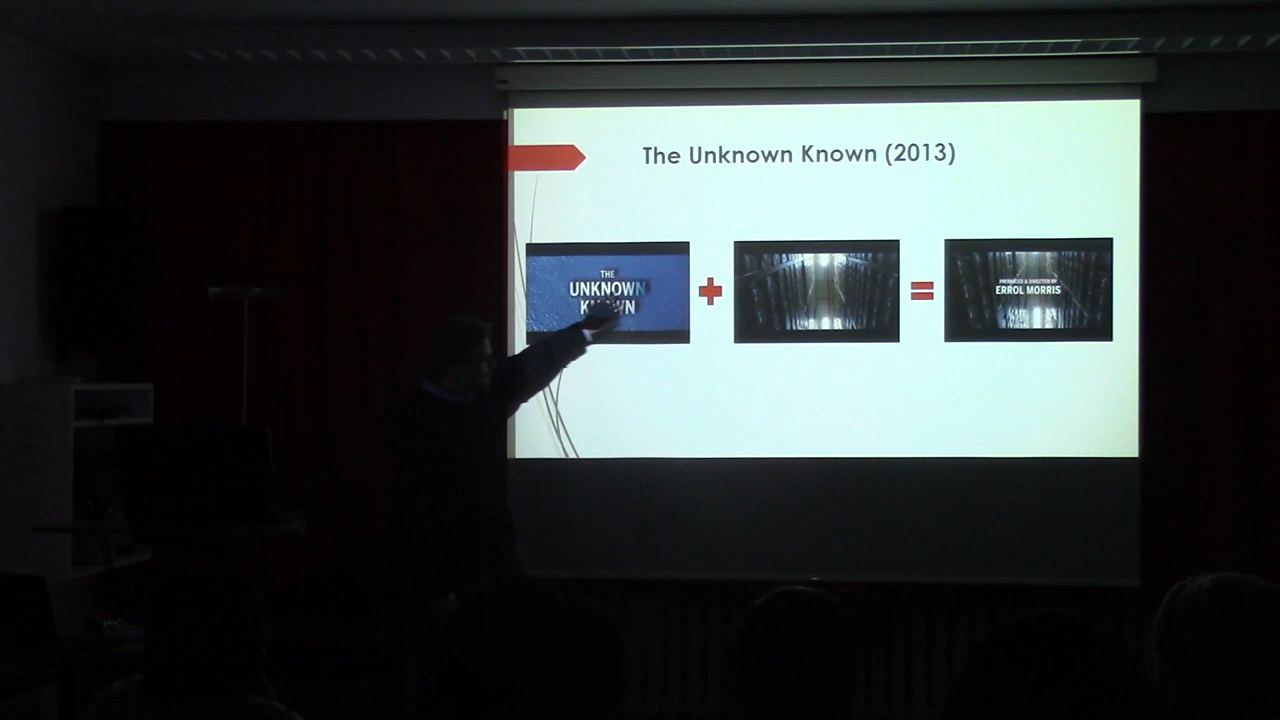 The Unknown Known (2013)
THE
UNKNOWN
KNOWN
+
=
PRODUCED & DIRECTED BY
ERROL MORRIS